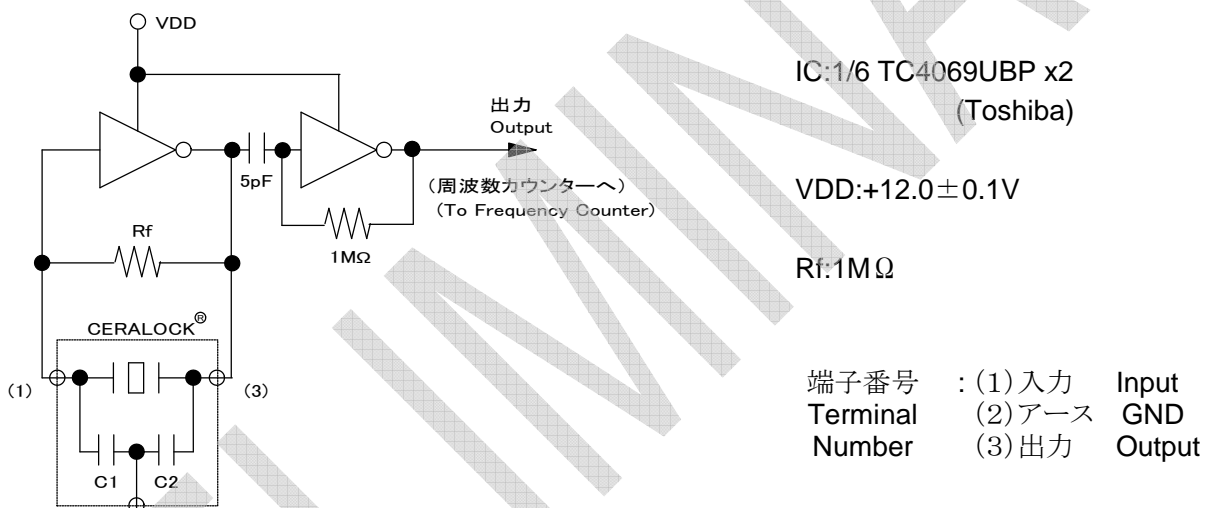 VDD
出力
Output
5pF
(周波数カウンターへ)
(To Frequency Counter)
1MΩ
Rf
CERALOCK®
(1)
(3)
C1
C2
IC:1/6 TC4069UBP x2
(Toshiba)
VDD:+12.0±0.1V
Rf:1MΩ
端子番号 :(1)入力 Input
Terminal (2)アース GND
Number (3)出力 Output